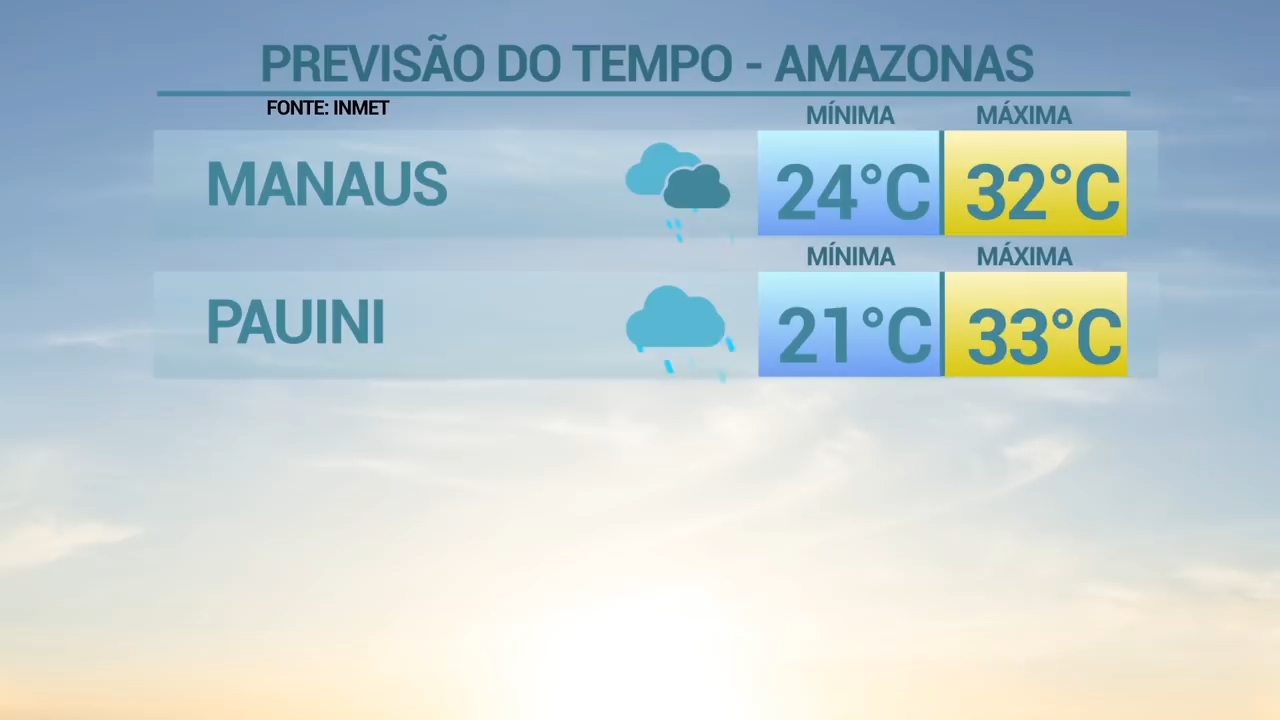 PREVISÃO DO TEMPO - AMAZONAS
FONTE: INMET
MÍNIMA MÁXIMA
MANAUS 24°C 32°C
MÍNIMA MÁXIMA
PAUINI 21°C 33°C